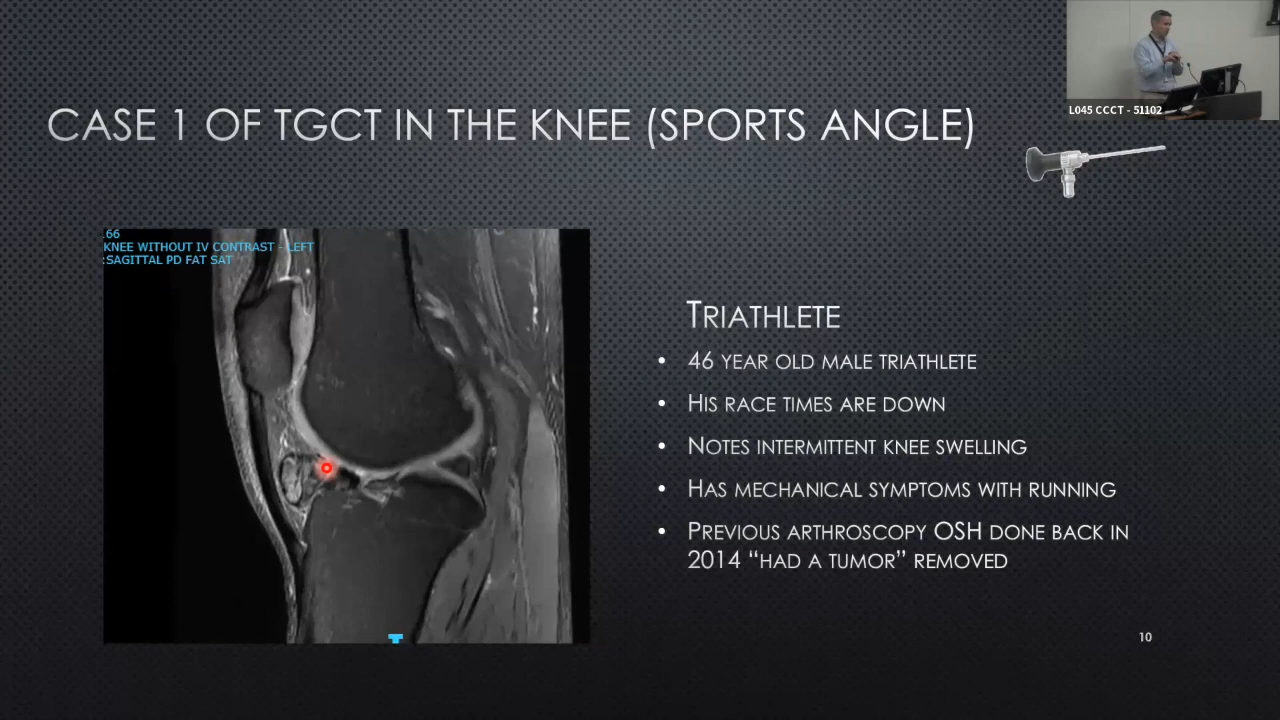 L045 CCCT - 51102
CASE 1 OF TGCT IN THE KNEE (SPORTS ANGLE)
66
KNEE WITHOUT IV CONTRAST - LEFT
:SAGITTAL PD FAT SAT
TRIATHLETE
• 46 YEAR OLD MALE TRIATHLETE
• HIS RACE TIMES ARE DOWN
• NOTES INTERMITTENT KNEE SWELLING
• HAS MECHANICAL SYMPTOMS WITH RUNNING
• PREVIOUS ARTHROSCOPY OSH DONE BACK IN
2014 “HAD A TUMOR” REMOVED
10